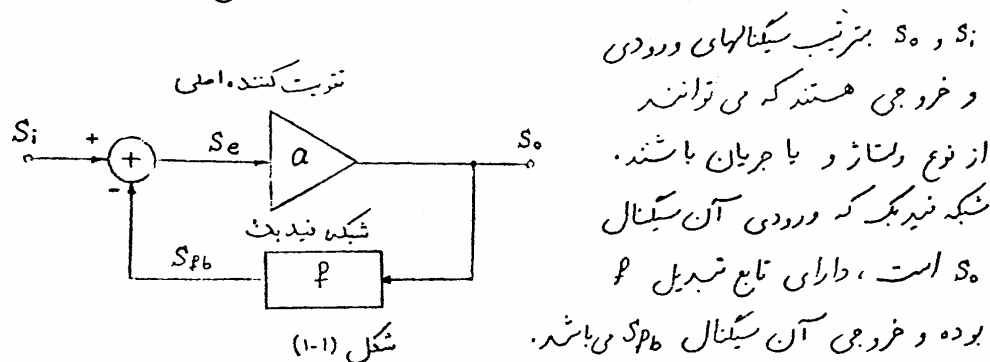 Si و So بترتیب سیگنالهای ورودی
و خروجی هستند که می توانند
از نوع ولتاژ و یا جریان باشند.
شبکه فیدبک که ورودی آن سیگنال
So است، دارای تابع تبدیل f
بوده و خروجی آن سیگنال Sfb می باشد.
تقویت کننده اصلی
Si
+
+
-
Se
a
So
شبکه فیدبک
Sfb
f
شکل (1-1)